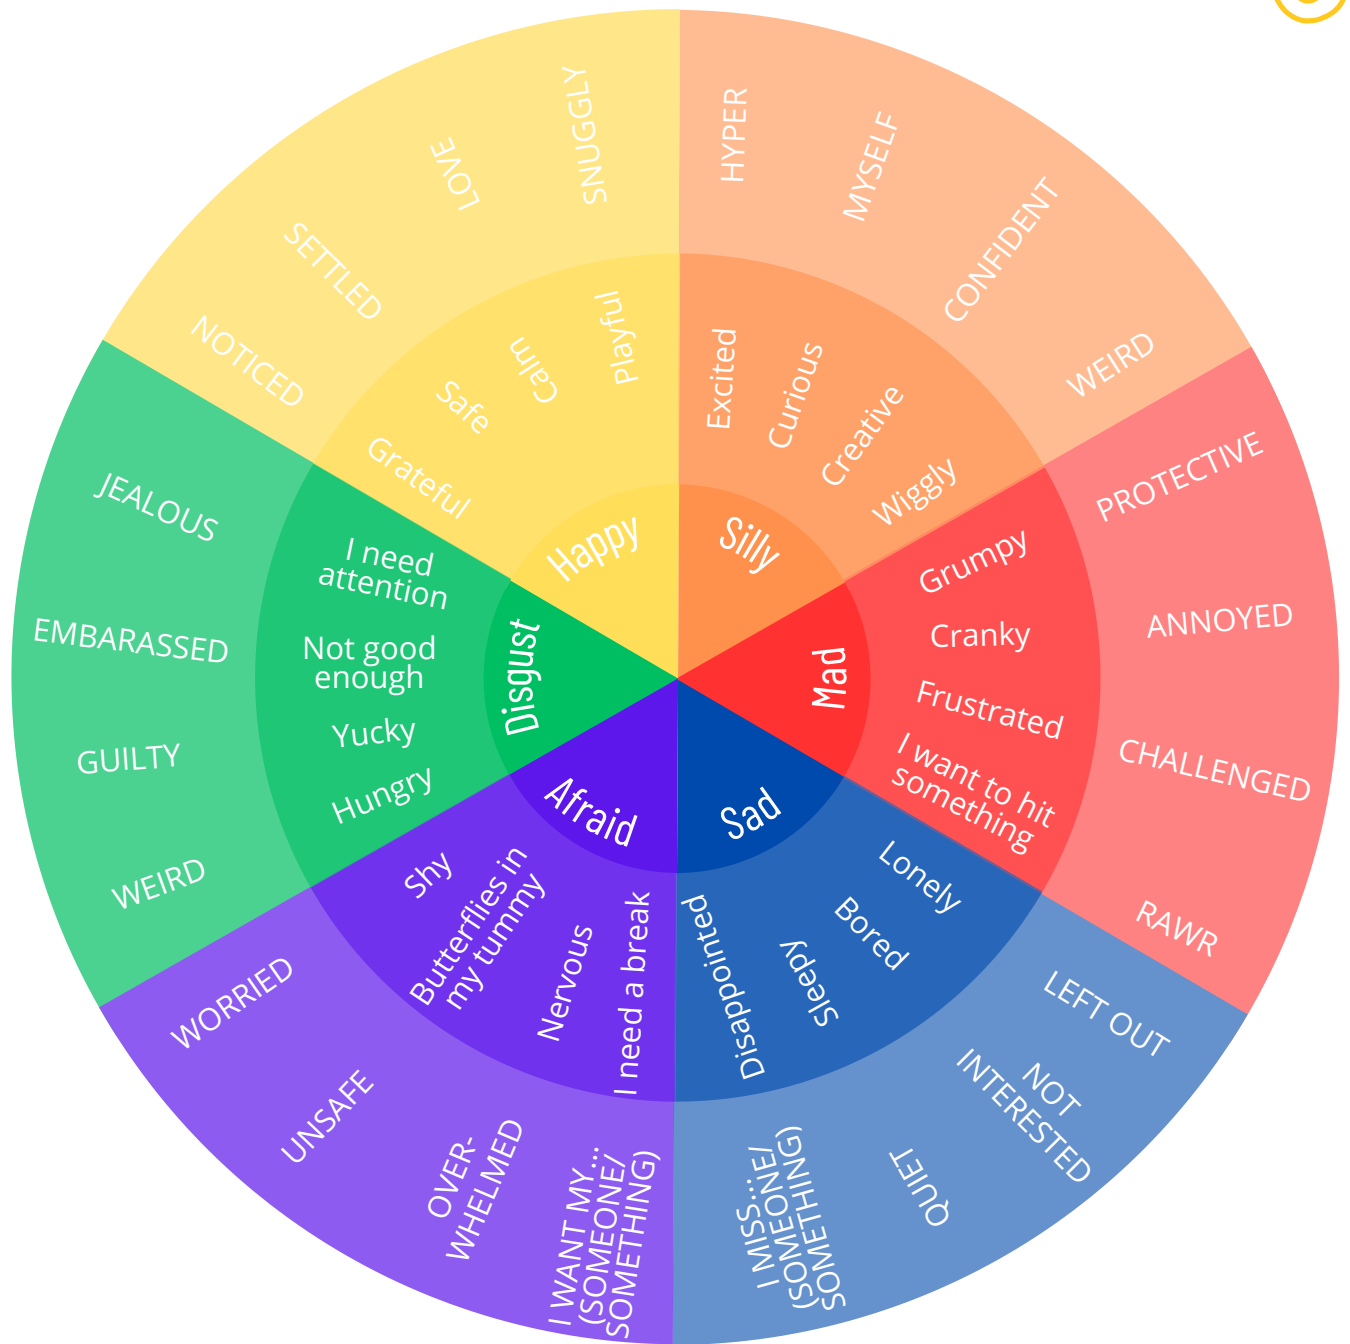 Happy
Playful
Calm
Safe
Grateful
SNUGGLY
LOVE
SETTLED
NOTICED
Silly
Excited
Curious
Creative
Wiggly
HYPER
MYSELF
CONFIDENT
WEIRD
Mad
Grumpy
Cranky
Frustrated
I want to hit
something
PROTECTIVE
ANNOYED
CHALLENGED
RAWR
Sad
Lonely
Bored
Sleepy
Disappointed
LEFT OUT
NOT
INTERESTED
QUIET
I MISS...
(SOMEONE/
SOMETHING)
Afraid
I need a break
Nervous
Butterflies in
my tummy
Shy
I WANT MY...
(SOMEONE/
SOMETHING)
OVER-
WHELMED
UNSAFE
WORRIED
Disgust
Hungry
Yucky
Not good
enough
I need
attention
WEIRD
GUILTY
EMBARASSED
JEALOUS